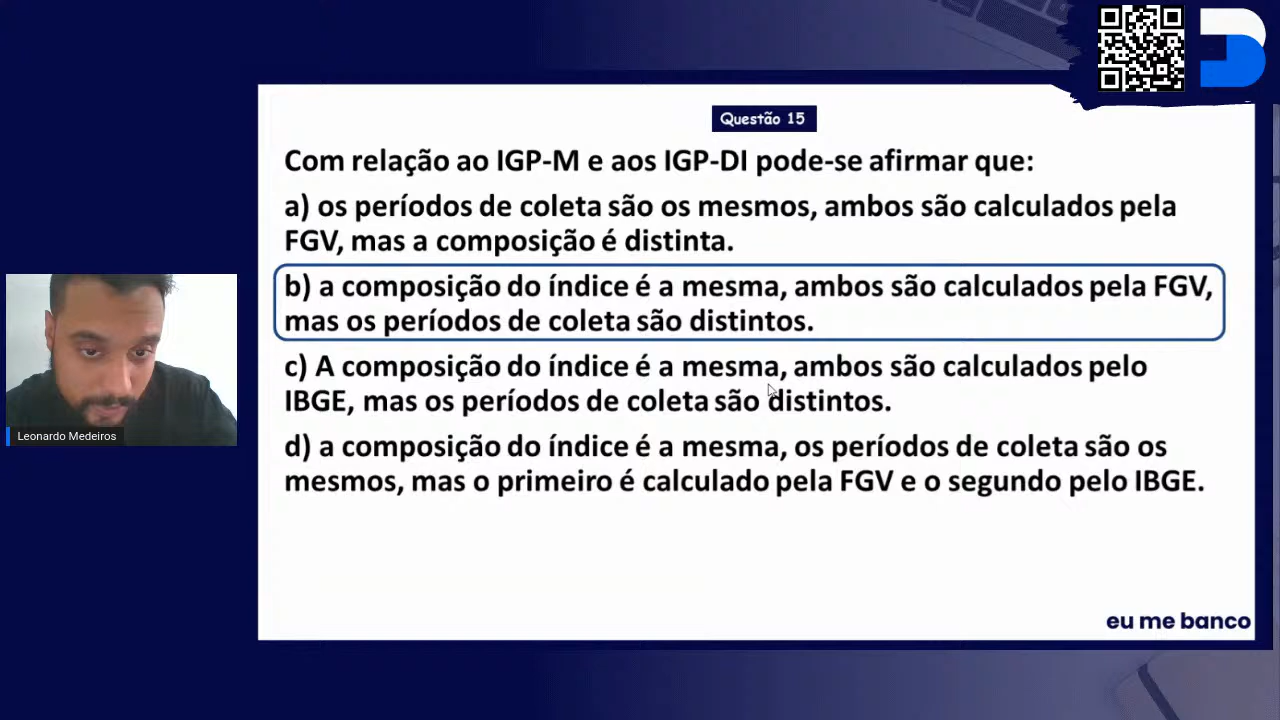 Questão 15
Com relação ao IGP-M e aos IGP-DI pode-se afirmar que:
a) os períodos de coleta são os mesmos, ambos são calculados pela
FGV, mas a composição é distinta.
b) a composição do índice é a mesma, ambos são calculados pela FGV,
mas os períodos de coleta são distintos.
c) A composição do índice é a mesma, ambos são calculados pelo
IBGE, mas os períodos de coleta são distintos.
d) a composição do índice é a mesma, os períodos de coleta são os
mesmos, mas o primeiro é calculado pela FGV e o segundo pelo IBGE.
Leonardo Medeiros
eu me banco